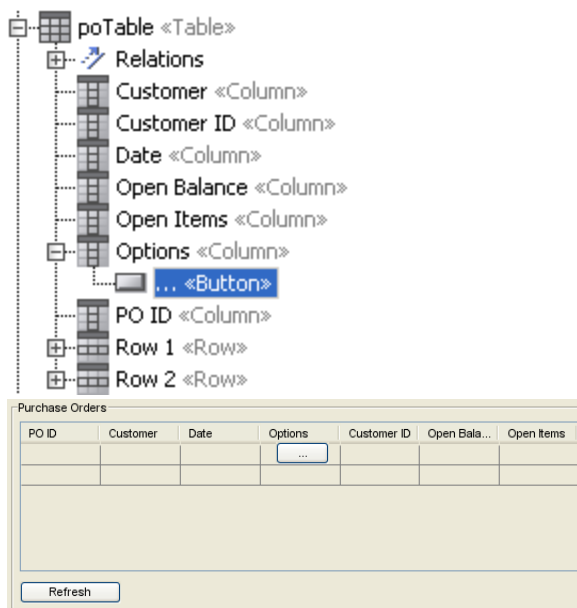 poTable «Table»
Relations
Customer «Column»
Customer ID «Column»
Date «Column»
Open Balance «Column»
Open Items «Column»
Options «Column»
... «Button»
PO ID «Column»
Row 1 «Row»
Row 2 «Row»
Purchase Orders
PO ID Customer Date Options Customer ID Open Bala... Open Items
...
Refresh